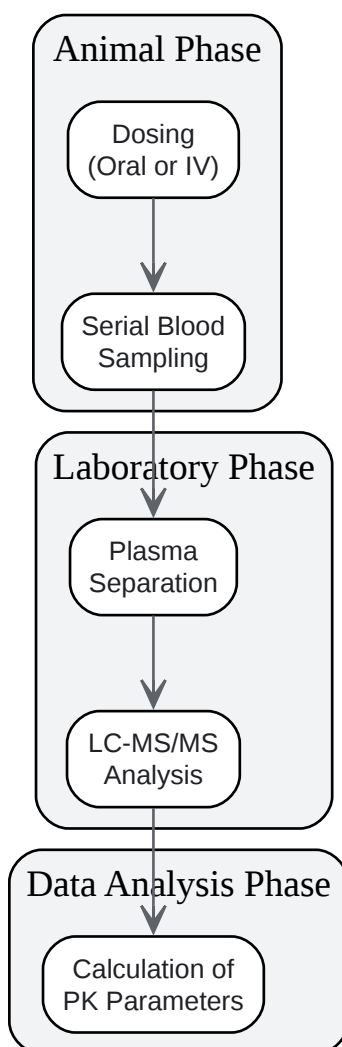 Animal Phase
Dosing
(Oral or IV)
Serial Blood
Sampling
Laboratory Phase
Plasma
Separation
LC-MS/MS
Analysis
Data Analysis Phase
Calculation of
PK Parameters